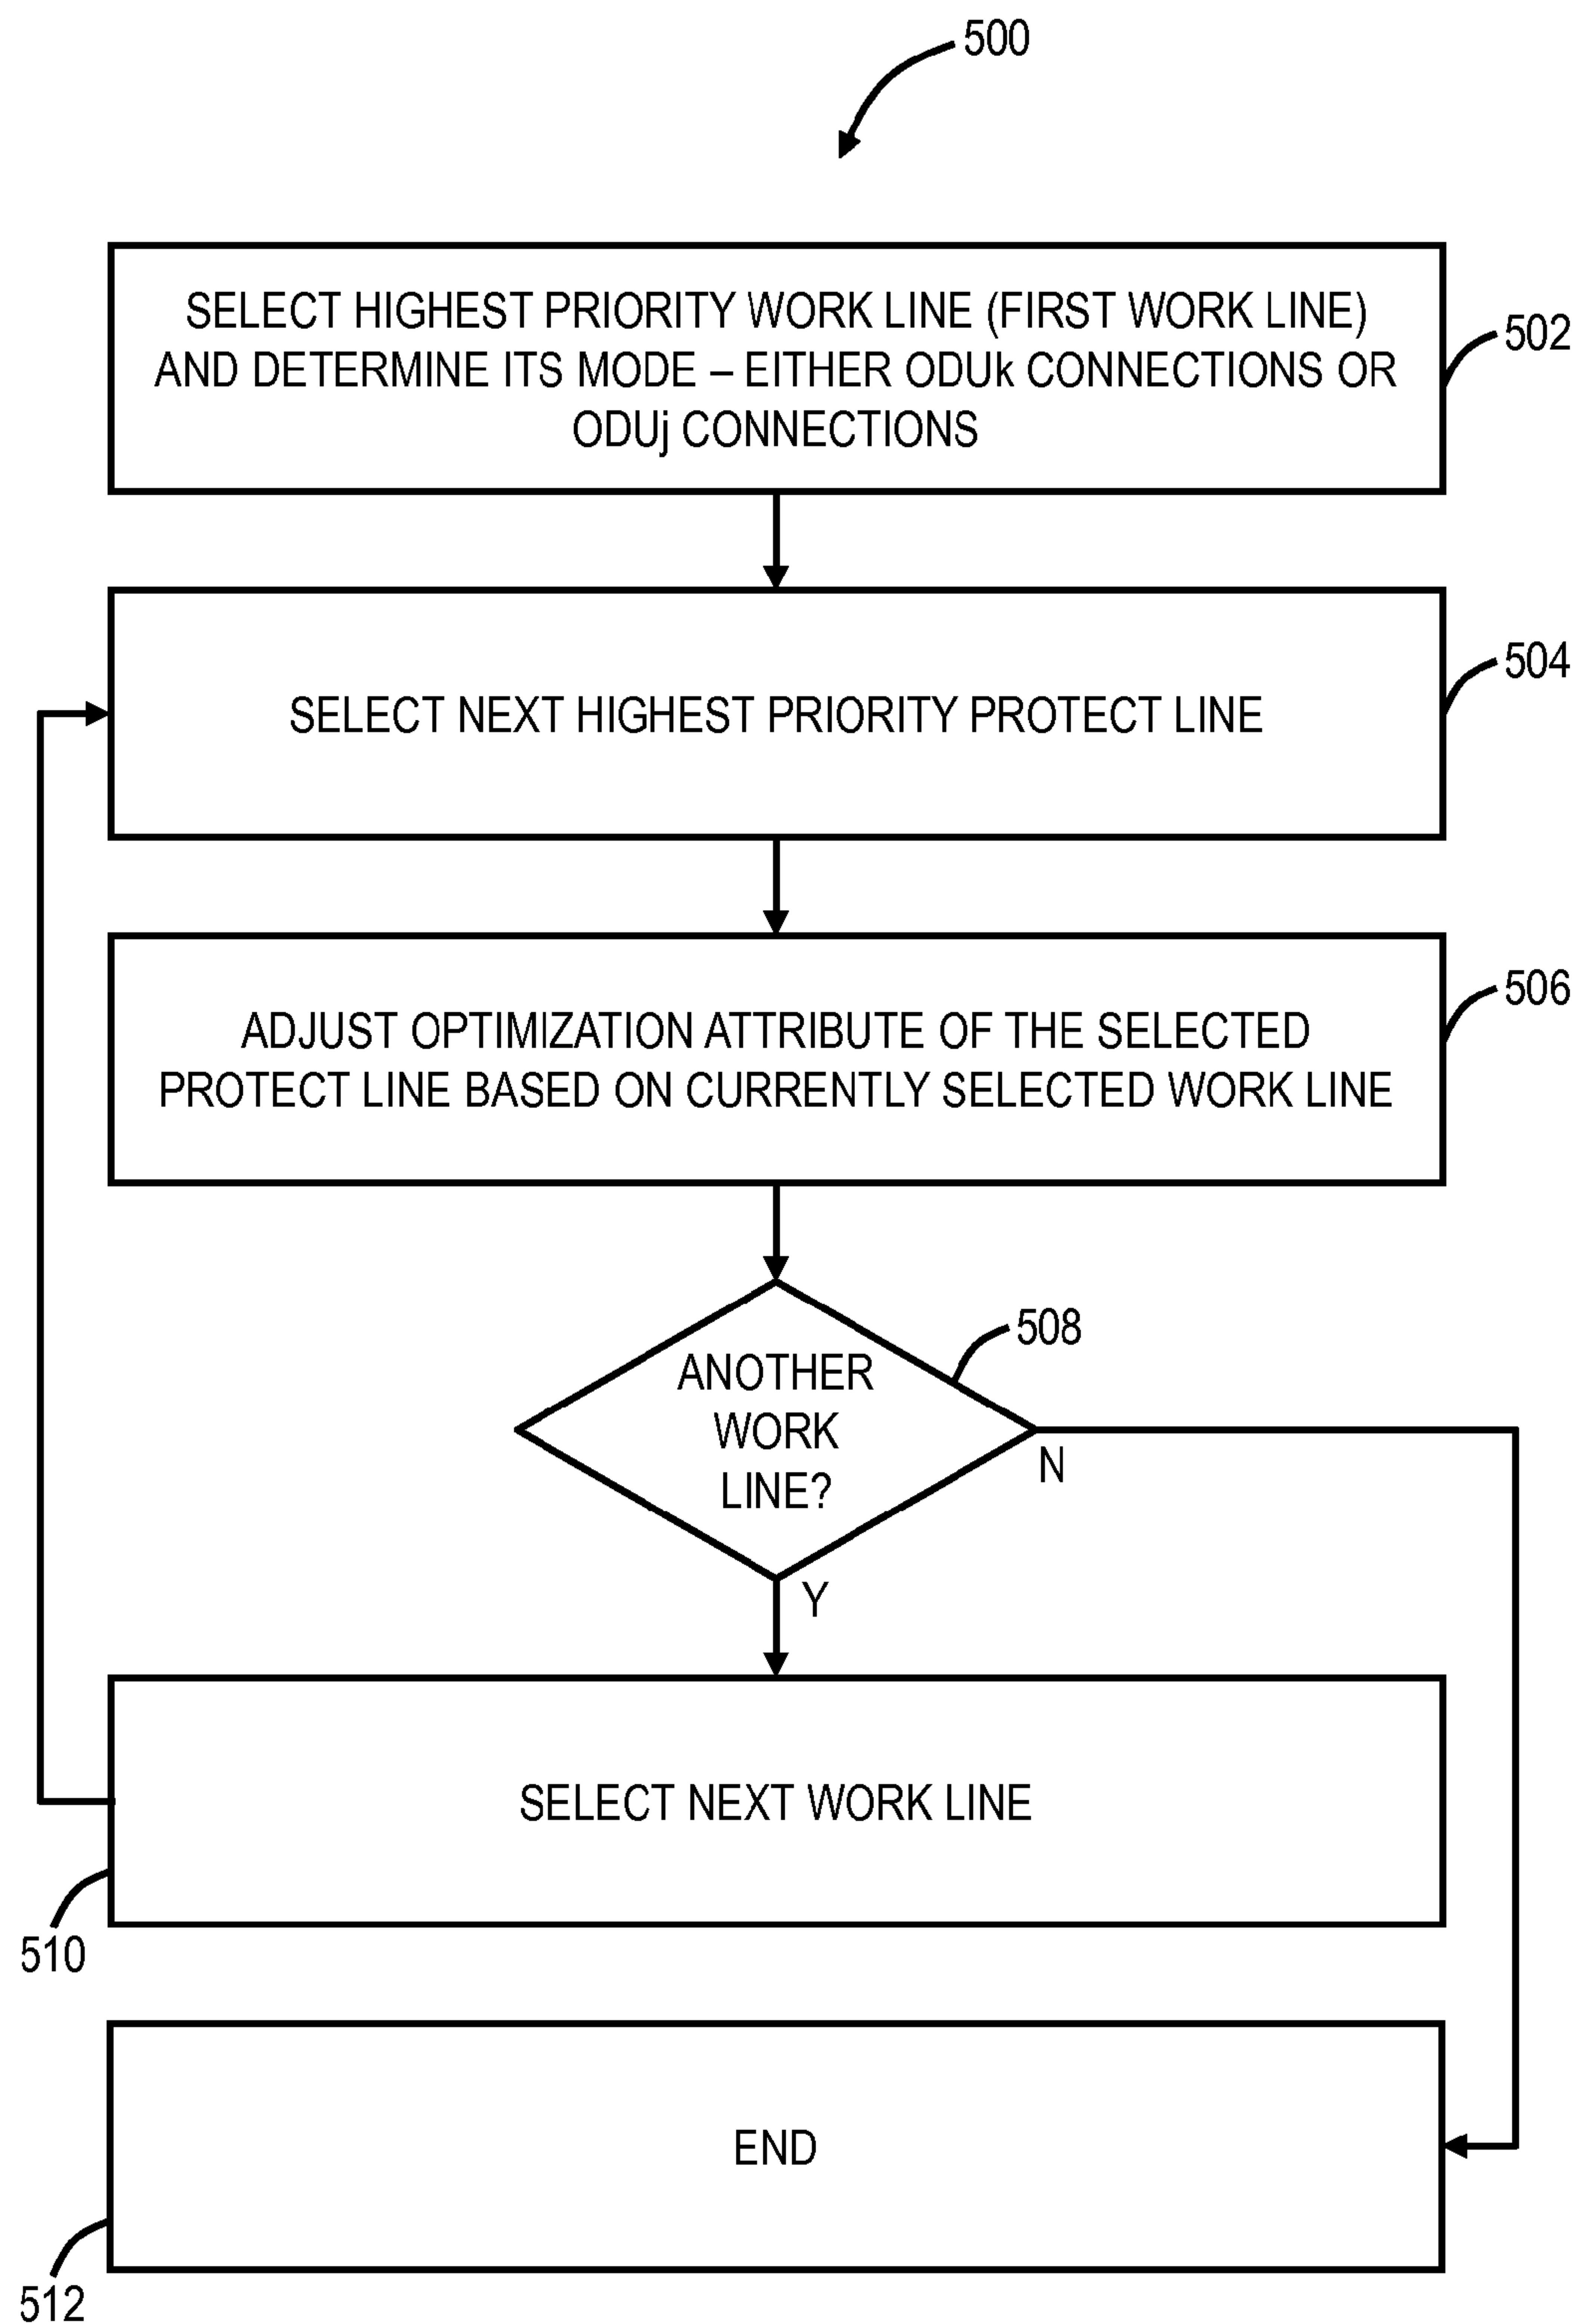 500
SELECT HIGHEST PRIORITY WORK LINE (FIRST WORK LINE)
AND DETERMINE ITS MODE – EITHER ODUk CONNECTIONS OR
ODUj CONNECTIONS
502
SELECT NEXT HIGHEST PRIORITY PROTECT LINE
504
ADJUST OPTIMIZATION ATTRIBUTE OF THE SELECTED
PROTECT LINE BASED ON CURRENTLY SELECTED WORK LINE
506
ANOTHER
WORK
LINE?
508
N
Y
SELECT NEXT WORK LINE
510
END
512